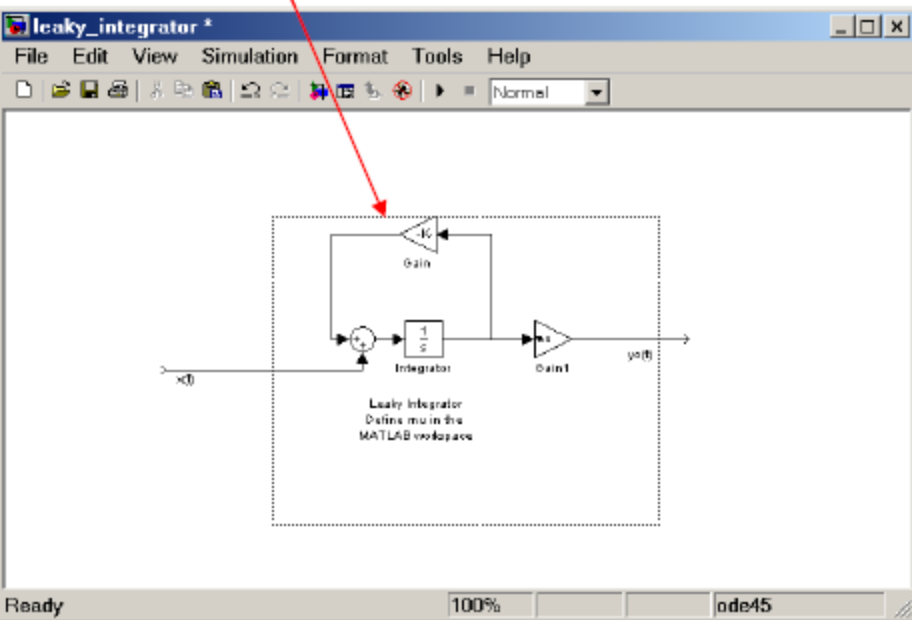 leaky_integrator *
File Edit View Simulation Format Tools Help
Normal
Gain
1
s
Integrator
Gain1
x(t)
Leaky Integrator
Define mu in the
MATLAB workspace
Ready 100% ode45